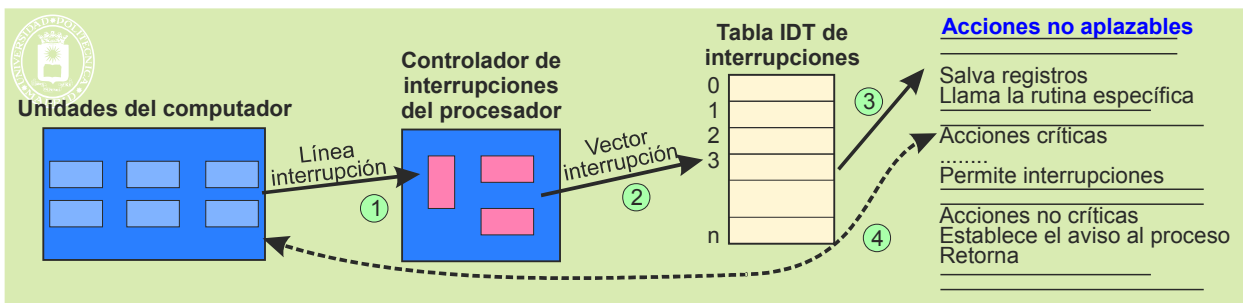 Unidades del computador
Controlador de
interrupciones
del procesador
Tabla IDT de
interrupciones
Acciones no aplazables
Línea
interrupción
1
Vector
interrupción
2
0
1
2
3
n
3
4
Salva registros
Llama la rutina específica
Acciones críticas
........
Permite interrupciones
Acciones no críticas
Establece el aviso al proceso
Retorna